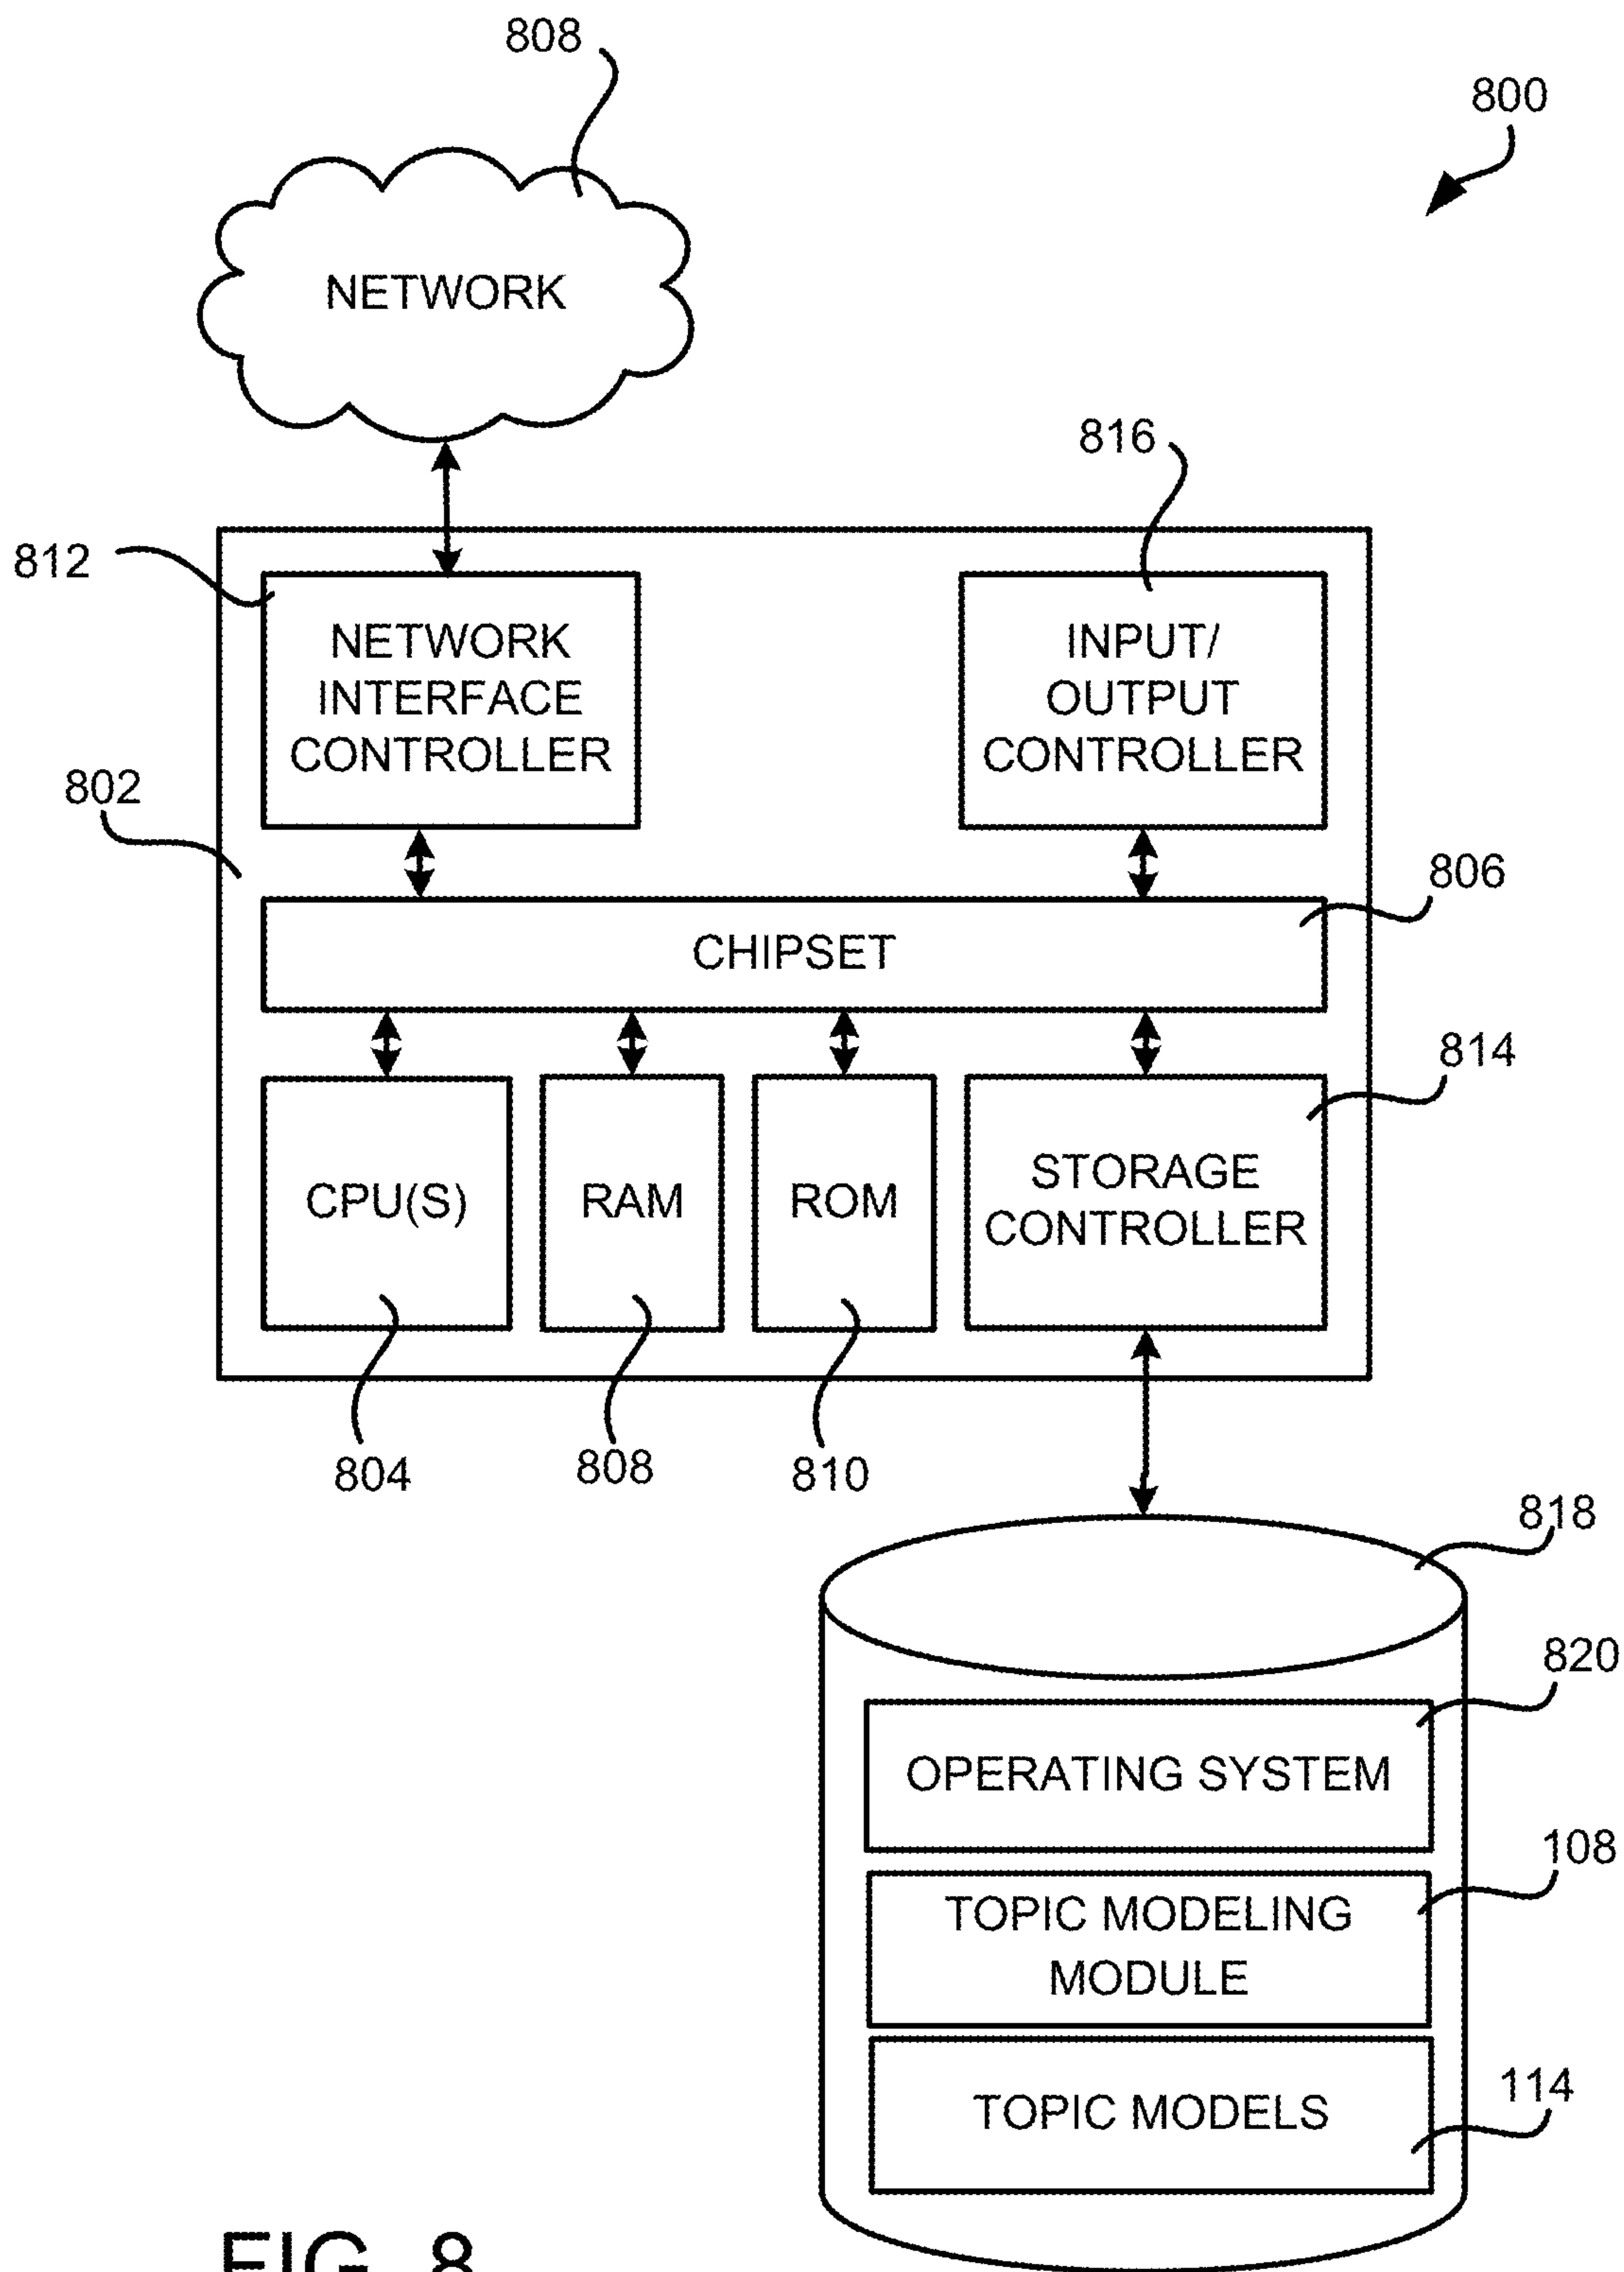 808
800
NETWORK
816
812
NETWORK
INTERFACE
CONTROLLER
INPUT/
OUTPUT
CONTROLLER
802
806
CHIPSET
814
CPU(S)
RAM
ROM
STORAGE
CONTROLLER
804
808
810
818
820
OPERATING SYSTEM
108
TOPIC MODELING
MODULE
114
TOPIC MODELS
FIG. 8